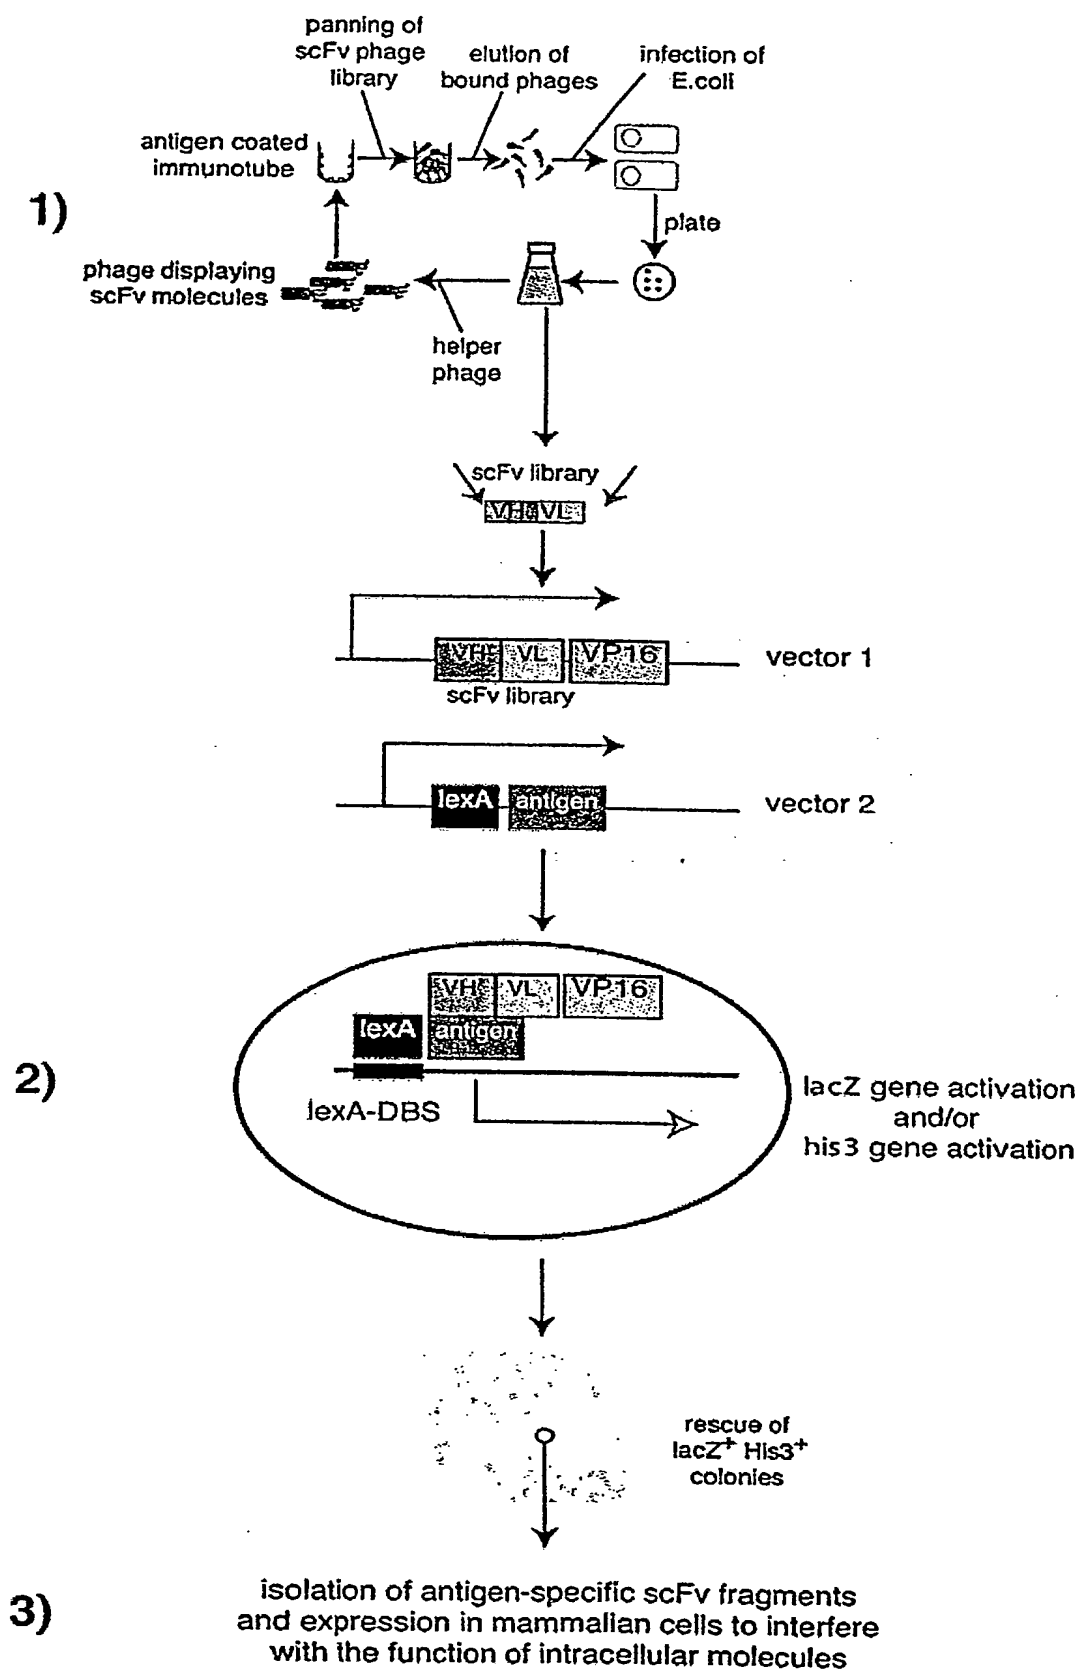 panning of
scFv phage
library
elution of
bound phages
infection of
E.coli
antigen coated
immunotube
1)
plate
phage displaying
scFv molecules
helper
phage
scFv library
VH VL
VH VL VP16
vector 1
scFv library
lexA antigen
vector 2
VH VL VP16
lexA antigen
2)
lexA-DBS
lacZ gene activation
and/or
his3 gene activation
rescue of
lacZ+ His3+
colonies
3)
isolation of antigen-specific scFv fragments
and expression in mammalian cells to interfere
with the function of intracellular molecules